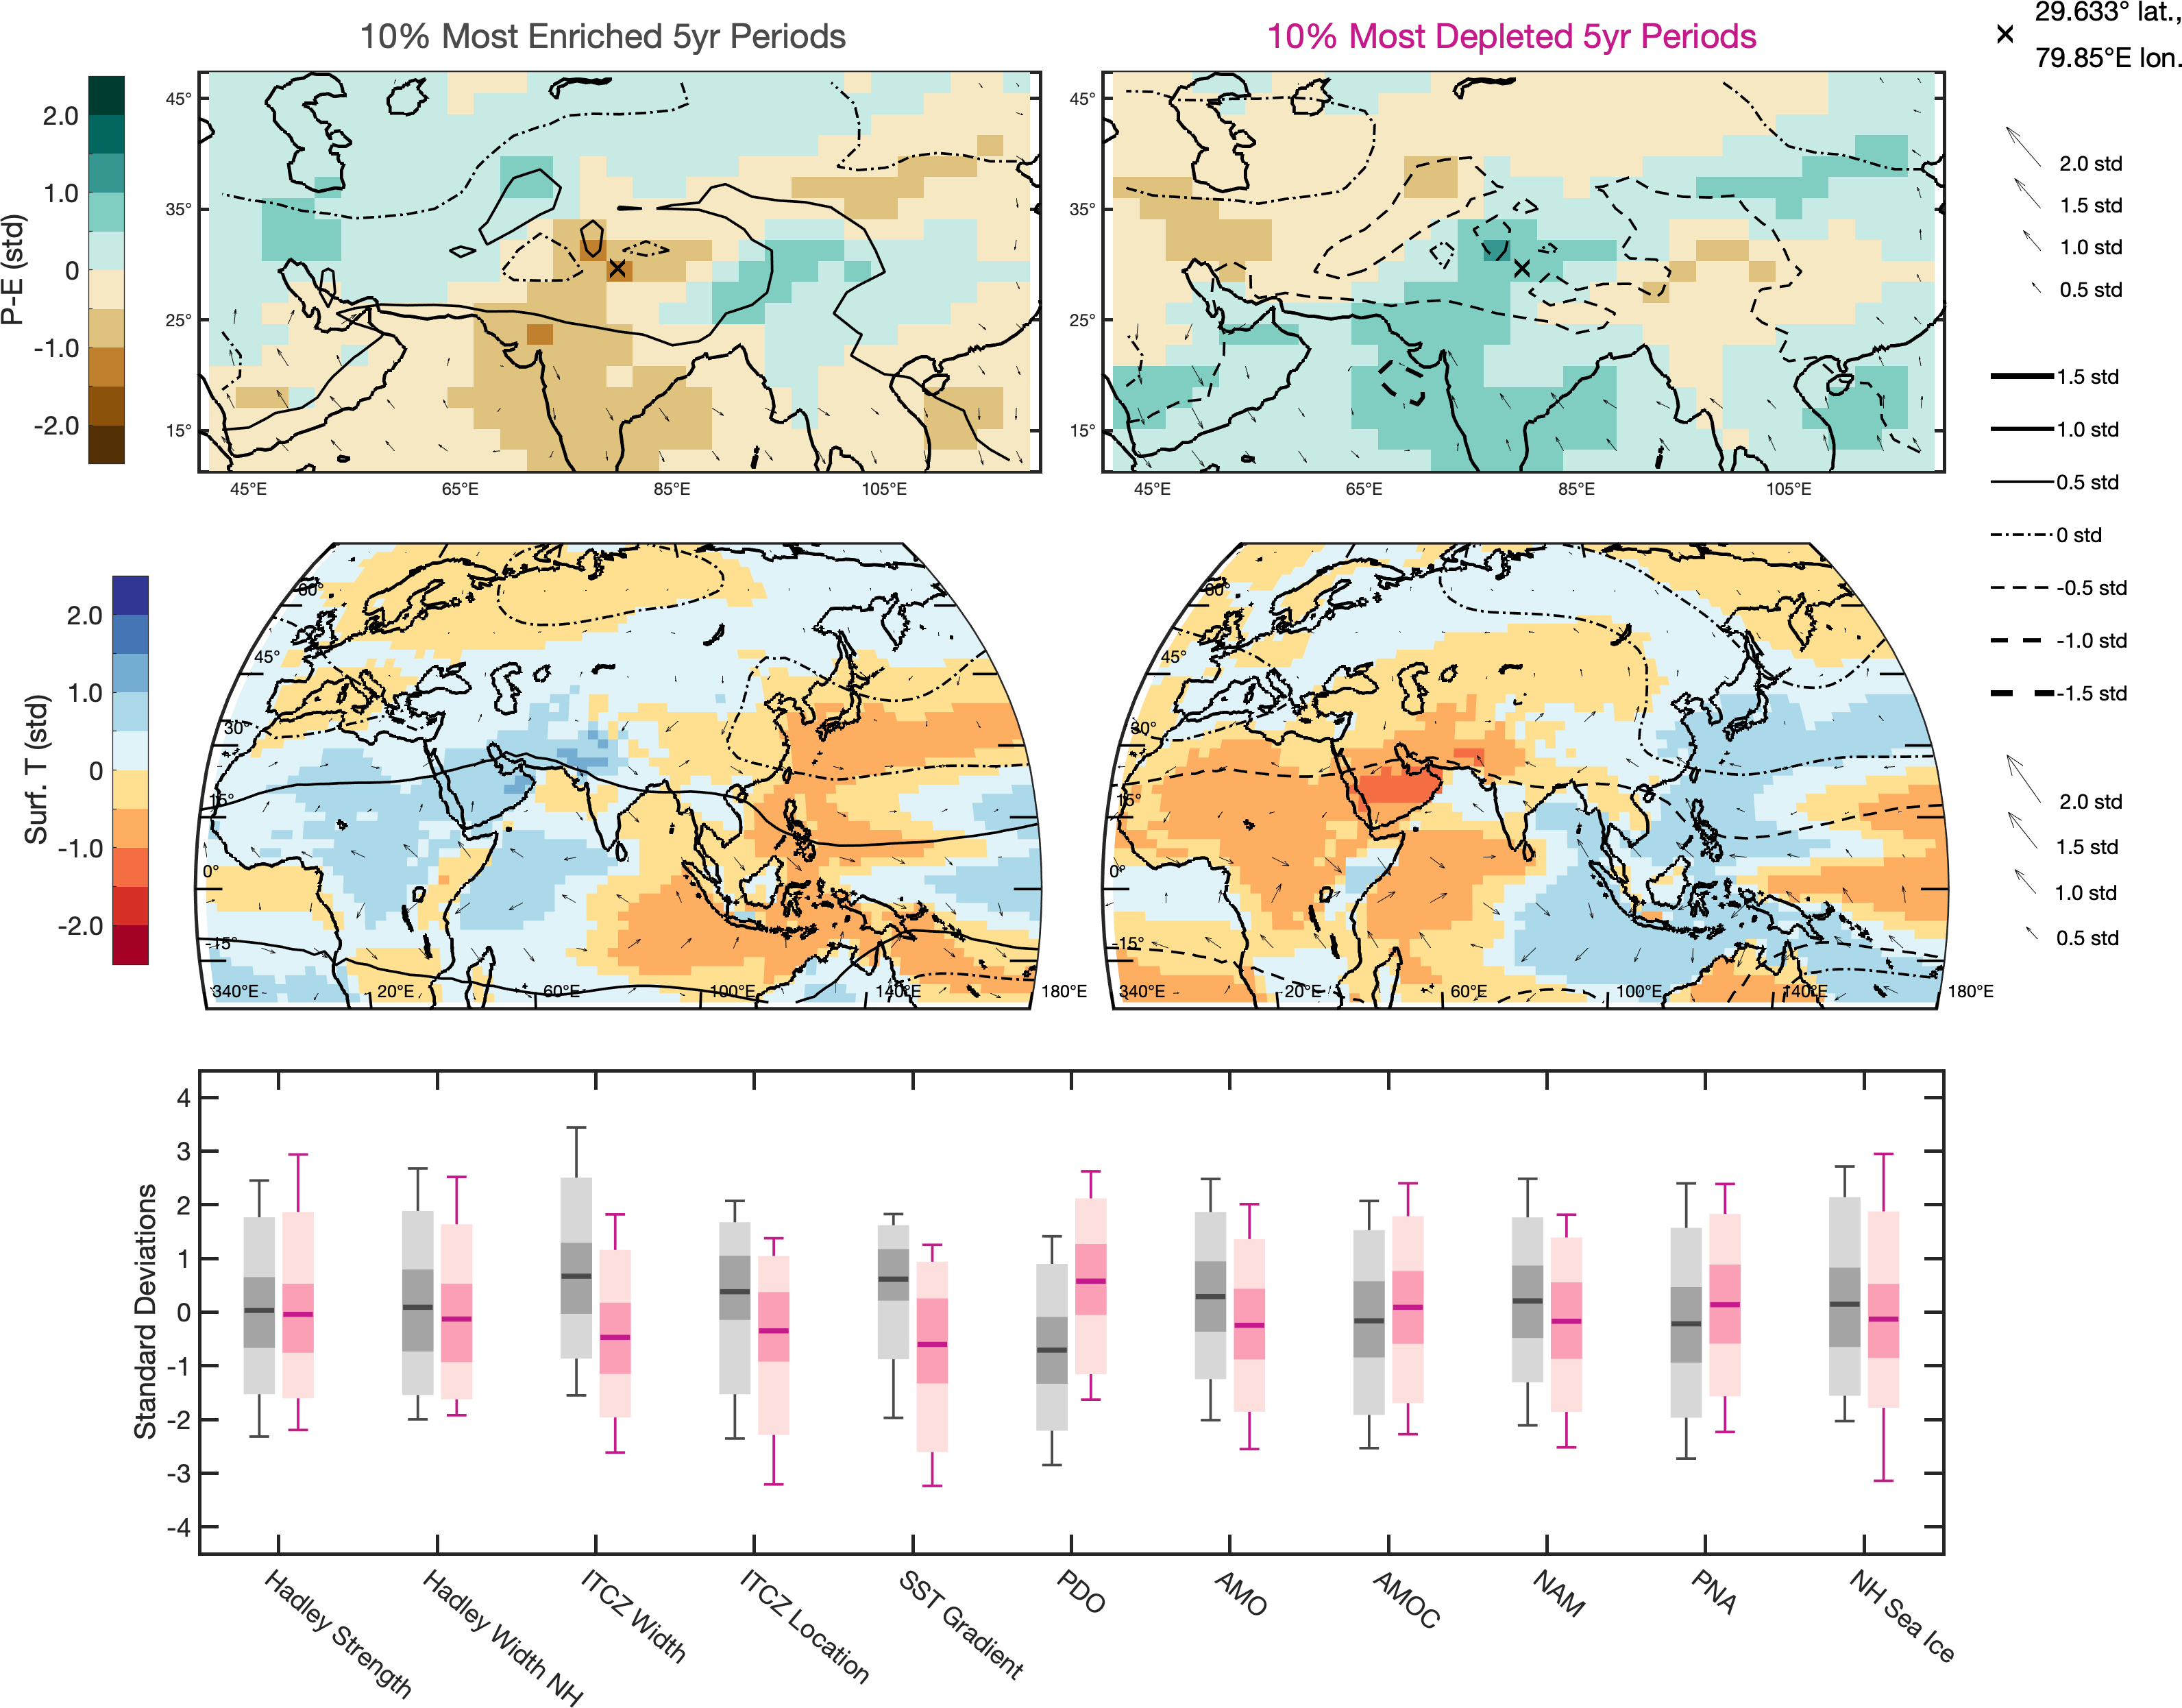 10% Most Enriched 5yr Periods
10% Most Depleted 5yr Periods
29.633° lat.,
79.85°E lon.
P-E (std)
2.0
1.0
0
-1.0
-2.0
45°
35°
25°
15°
45°E 65°E 85°E 105°E
45°
35°
25°
15°
45°E 65°E 85°E 105°E
2.0 std
1.5 std
1.0 std
0.5 std
1.5 std
1.0 std
0.5 std
0 std
-0.5 std
-1.0 std
-1.5 std
2.0 std
1.5 std
1.0 std
0.5 std
Surf. T (std)
2.0
1.0
0
-1.0
-2.0
60°
45°
30°
15°
0°
-15°
340°E 20°E 60°E 100°E 140°E 180°E
60°
45°
30°
15°
0°
-15°
340°E 20°E 60°E 100°E 140°E 180°E
Standard Deviations
4
3
2
1
0
-1
-2
-3
-4
Hadley Strength
Hadley Width NH
ITCZ Width
ITCZ Location
SST Gradient
PDO
AMO
AMOC
NAM
PNA
NH Sea Ice